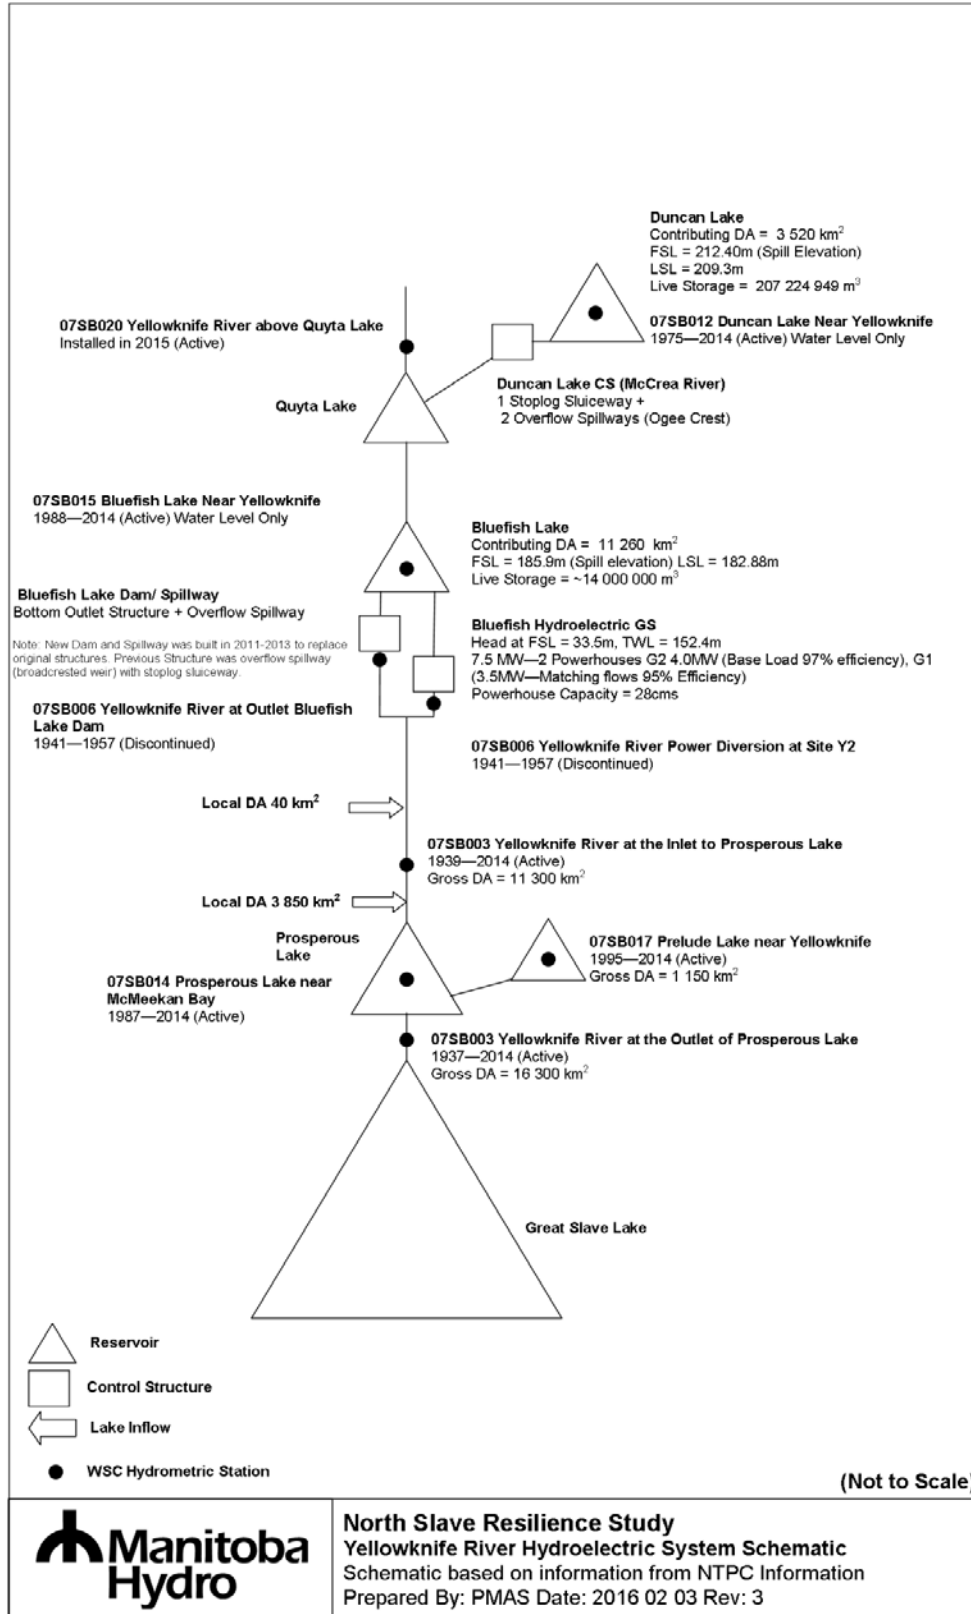 Duncan Lake
Contributing DA = 3 520 km²
FSL = 212.40m (Spill Elevation)
LSL = 209.3m
Live Storage = 207 224 949 m³
07SB012 Duncan Lake Near Yellowknife
1975—2014 (Active) Water Level Only
07SB020 Yellowknife River above Quyta Lake
Installed in 2015 (Active)
Duncan Lake CS (McCrea River)
1 Stoplog Sluiceway +
2 Overflow Spillways (Ogee Crest)
Quyta Lake
07SB015 Bluefish Lake Near Yellowknife
1988—2014 (Active) Water Level Only
Bluefish Lake
Contributing DA = 11 260 km²
FSL = 185.9m (Spill elevation) LSL = 182.88m
Live Storage = ~14 000 000 m³
Bluefish Lake Dam/ Spillway
Bottom Outlet Structure + Overflow Spillway
Note: New Dam and Spillway was built in 2011-2013 to replace
original structures. Previous Structure was overflow spillway
(broadcrested weir) with stoplog sluiceway.
Bluefish Hydroelectric GS
Head at FSL = 33.5m, TWL = 152.4m
7.5 MW—2 Powerhouses G2 4.0MW (Base Load 97% efficiency), G1
(3.5MW—Matching flows 95% Efficiency)
Powerhouse Capacity = 28cms
07SB006 Yellowknife River at Outlet Bluefish
Lake Dam
1941—1957 (Discontinued)
07SB006 Yellowknife River Power Diversion at Site Y2
1941—1957 (Discontinued)
Local DA 40 km²
07SB003 Yellowknife River at the Inlet to Prosperous Lake
1939—2014 (Active)
Gross DA = 11 300 km²
Local DA 3 850 km²
Prosperous
Lake
07SB017 Prelude Lake near Yellowknife
1995—2014 (Active)
Gross DA = 1 150 km²
07SB014 Prosperous Lake near
McMeekan Bay
1987—2014 (Active)
07SB003 Yellowknife River at the Outlet of Prosperous Lake
1937—2014 (Active)
Gross DA = 16 300 km²
Great Slave Lake
Reservoir
Control Structure
Lake Inflow
WSC Hydrometric Station
(Not to Scale)
Manitoba
Hydro
North Slave Resilience Study
Yellowknife River Hydroelectric System Schematic
Schematic based on information from NTPC Information
Prepared By: PMAS Date: 2016 02 03 Rev: 3